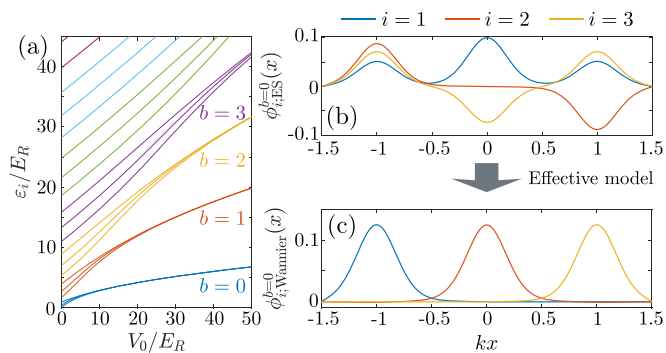 i = 1 i = 2 i = 3
(a)
40
30
20
10
0
b = 3
b = 2
b = 1
b = 0
0 10 20 30 40 50
V₀/E_R
ε_i/E_R
0.1
0
-0.1
(b)
-1.5 -1 -0.5 0 0.5 1 1.5
ϕ^{b=0}_{i;ES}(x)
Effective model
0.1
0
(c)
-1.5 -1 -0.5 0 0.5 1 1.5
kx
ϕ^{b=0}_{i;Wannier}(x)